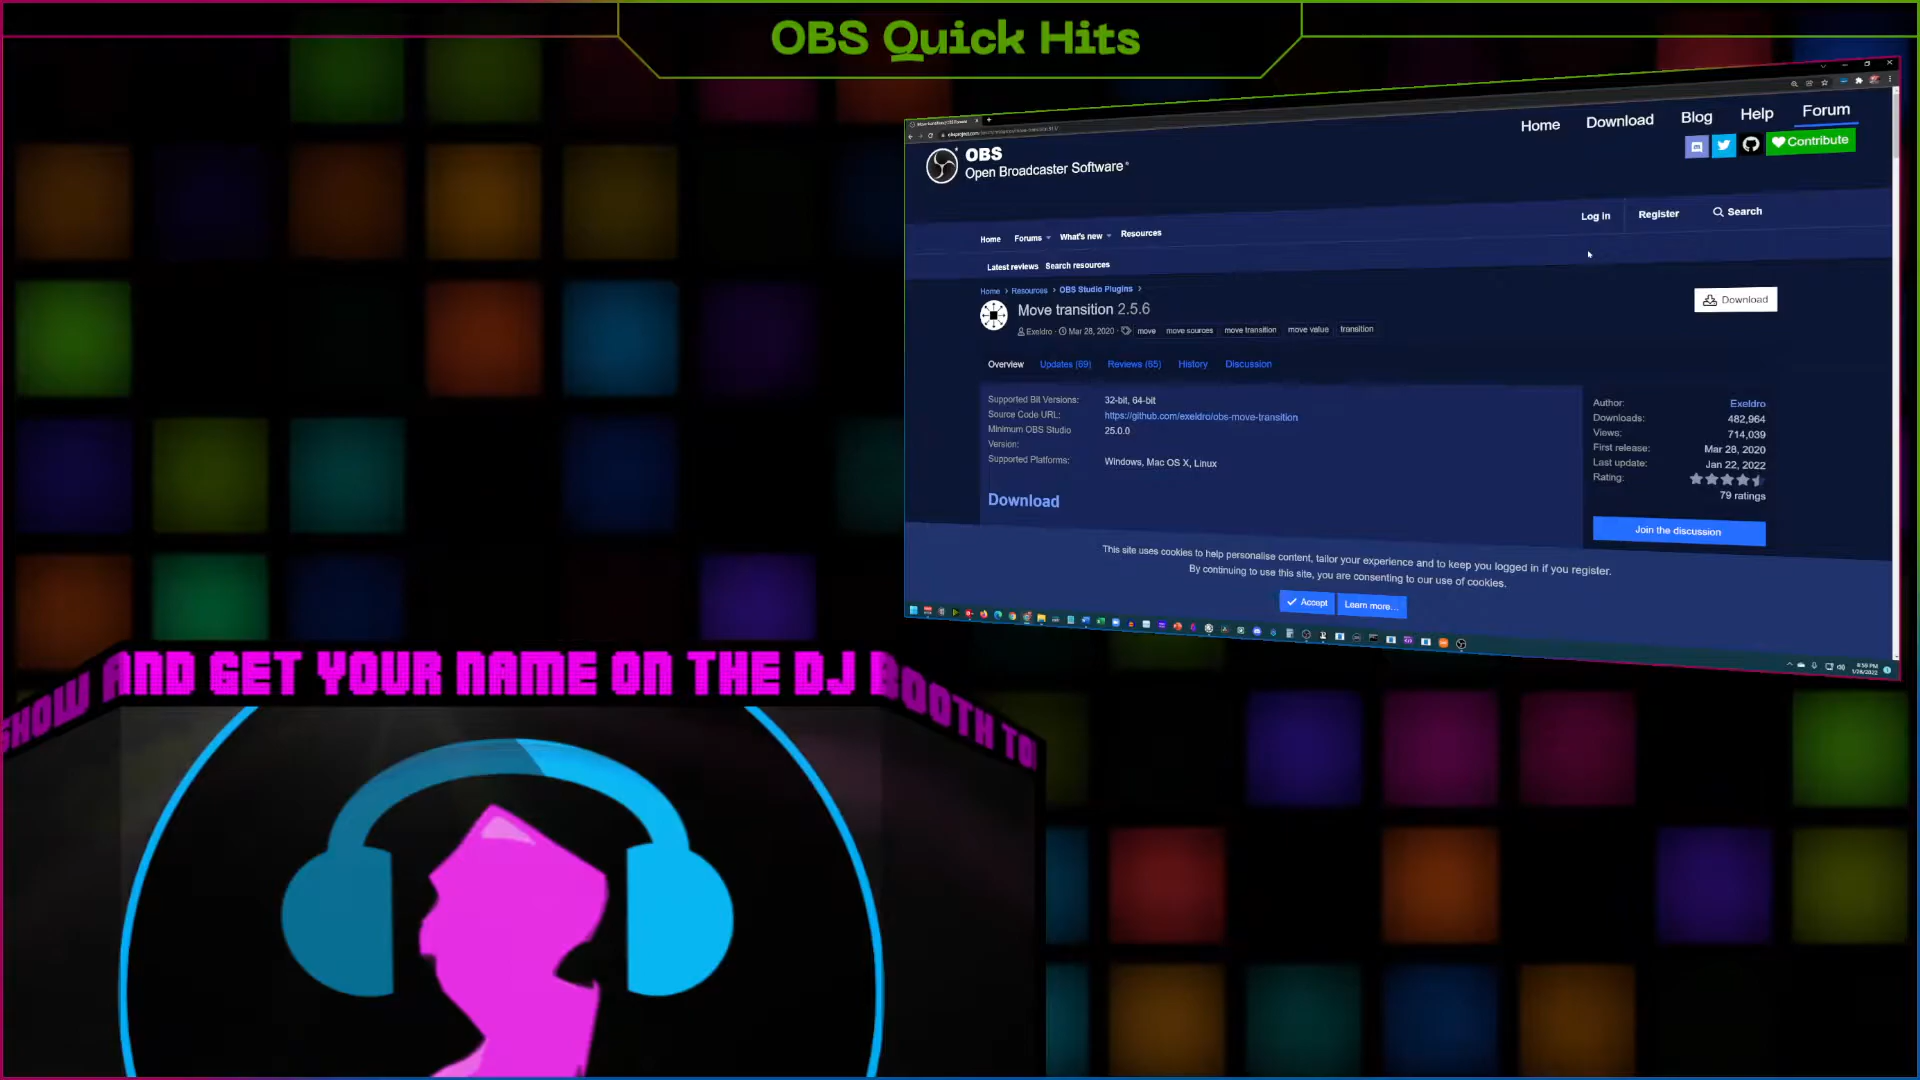 OBS Quick Hits
Home Download Blog Help Forum
OBS
Open Broadcaster Software
Contribute
Log in Register Search
Home Forums What's new Resources
Latest reviews Search resources
Home Resources OBS Studio Plugins
Move transition 2.5.6
Download
Exeldro Mar 28, 2020 move move sources move transition move value transition
Overview Updates (69) Reviews (65) History Discussion
Supported Bit Versions: 32-bit, 64-bit
Source Code URL: https://github.com/exeldro/obs-move-transition
Minimum OBS Studio 25.0.0
Version:
Supported Platforms: Windows, Mac OS X, Linux
Download
Author: Exeldro
Downloads: 482,964
Views: 714,039
First release: Mar 28, 2020
Last update: Jan 22, 2022
Rating:
79 ratings
Join the discussion
This site uses cookies to help personalise content, tailor your experience and to keep you logged in if you register.
By continuing to use this site, you are consenting to our use of cookies.
Accept Learn more...
SHOW AND GET YOUR NAME ON THE DJ BOOTH TO